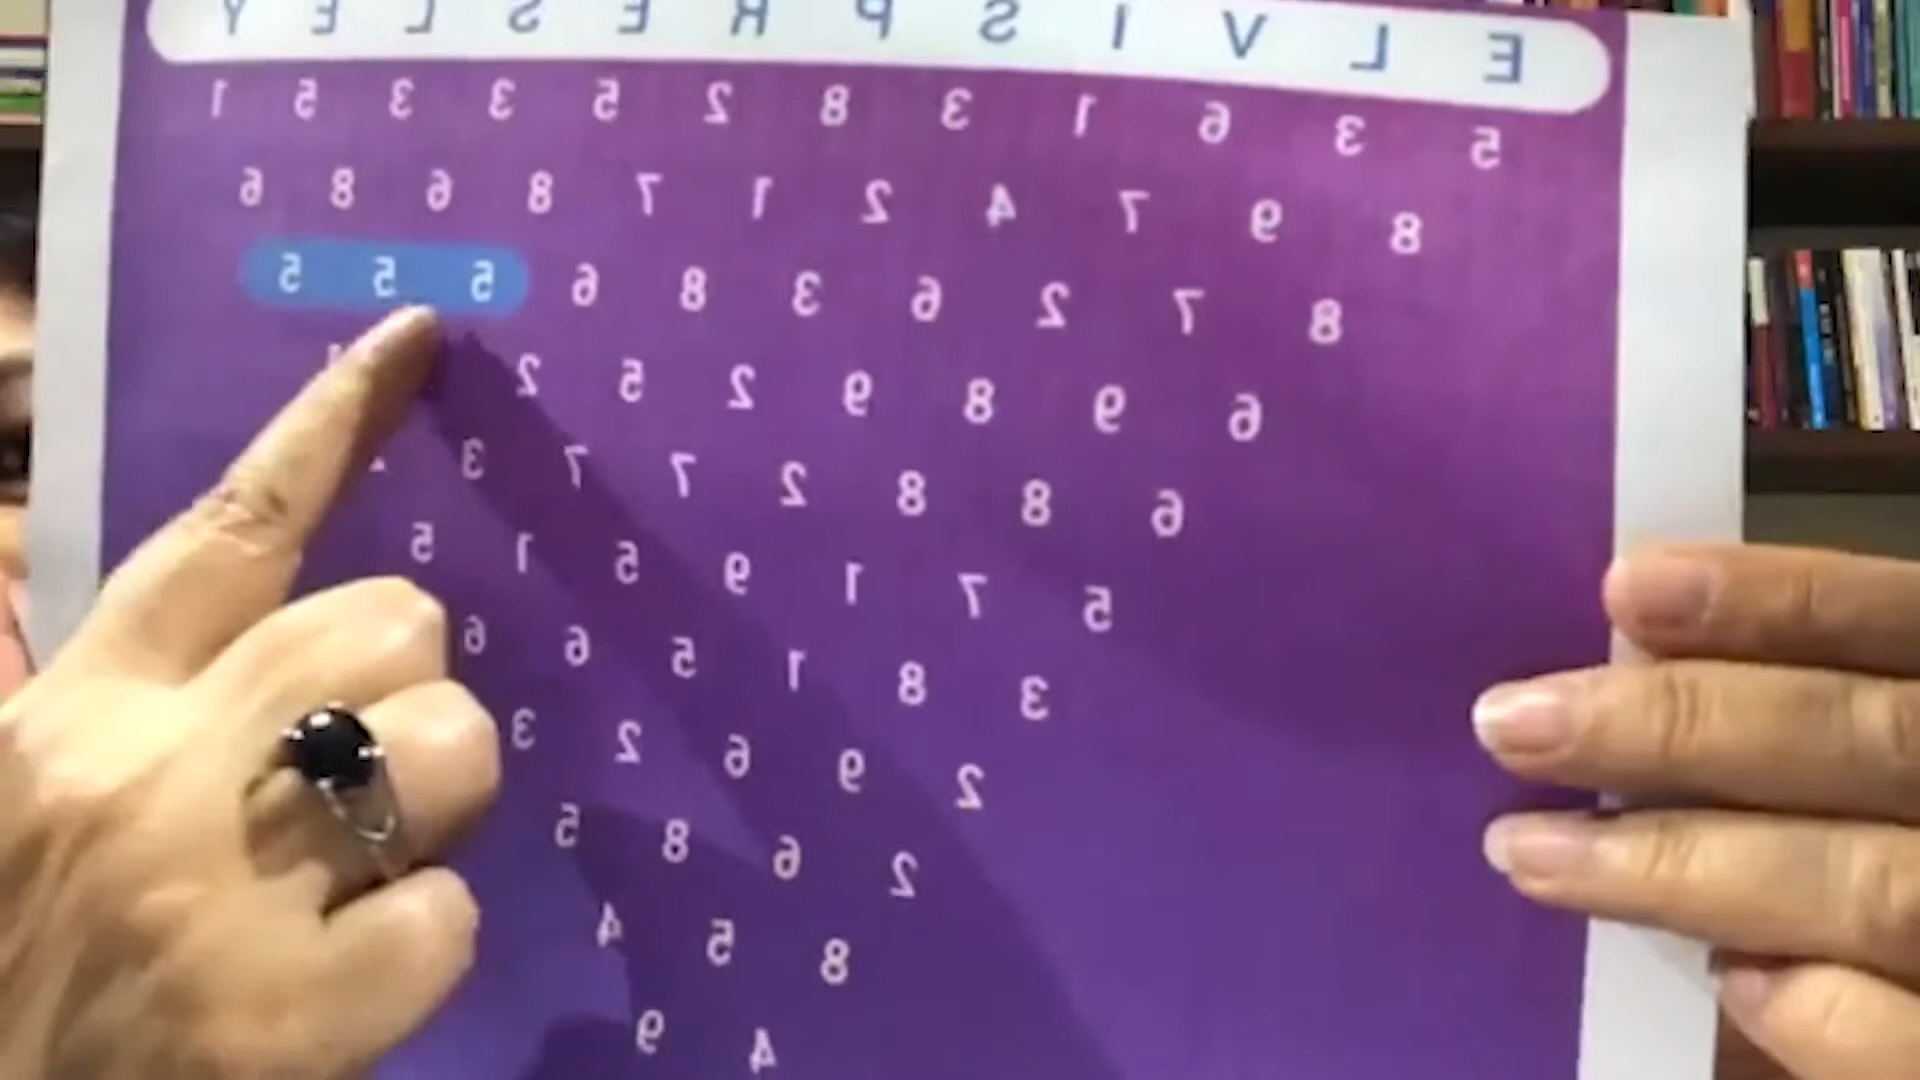 E L V I S P R E S L E Y
5 3 6 1 3 8 2 5 3 3 5 1
8 9 7 4 2 1 7 8 6 8 6
8 7 2 6 3 8 6 5 5 5
6 9 8 9 2 5 2
6 8 8 2 7 7 3
5 7 1 9 5 1 5
3 8 1 5 6 6
2 9 6 2 3
2 6 8 5
8 5 4
4 9